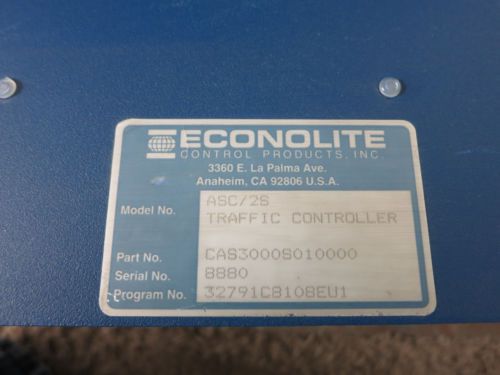 ECONOLITE
CONTROL PRODUCTS, INC.
3360 E. La Palma Ave.
Anaheim, CA 92806 U.S.A.
Model No. ASC/2S
TRAFFIC CONTROLLER
Part No. CAS3000S010000
Serial No. 8880
Program No. 32791C8108EU1